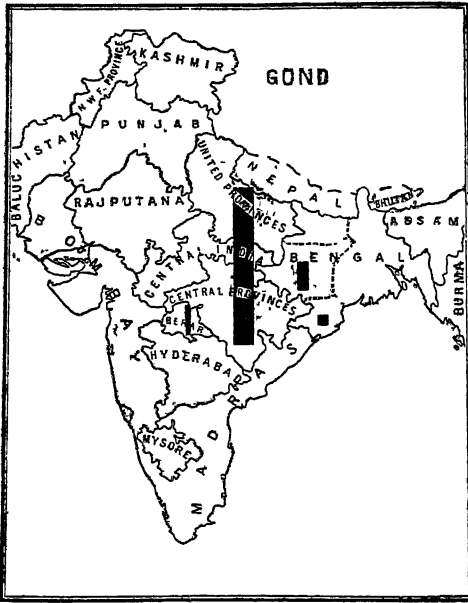 KASHMIR
GOND
N.W.F. PROVINCE
PUNJAB
BALUCHISTAN
UNITED PROVINCES
NEPAL
RAJPUTANA
BHUTAN
ASSAM
BOMBAY
CENTRAL INDIA
BENGAL
BURMA
CENTRAL PROVINCES
BERAR
HYDERABAD
MADRAS
MYSORE